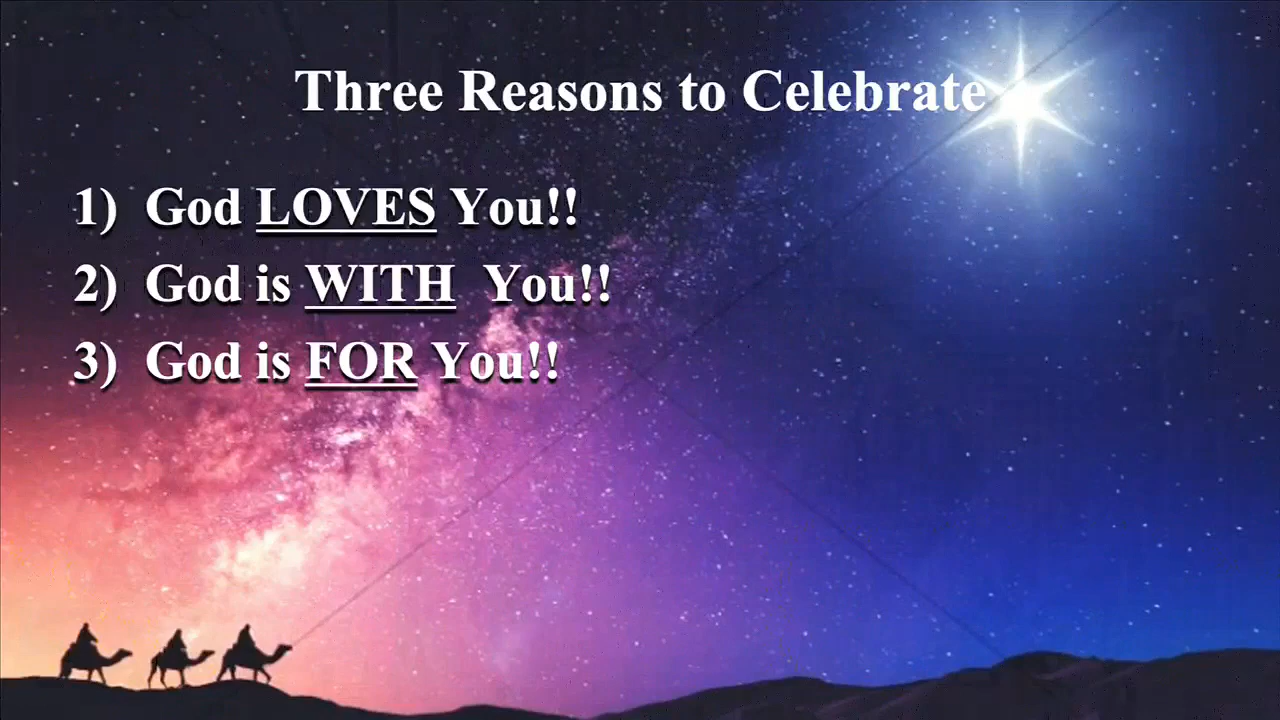 Three Reasons to Celebrate
1) God LOVES You!!
2) God is WITH You!!
3) God is FOR You!!